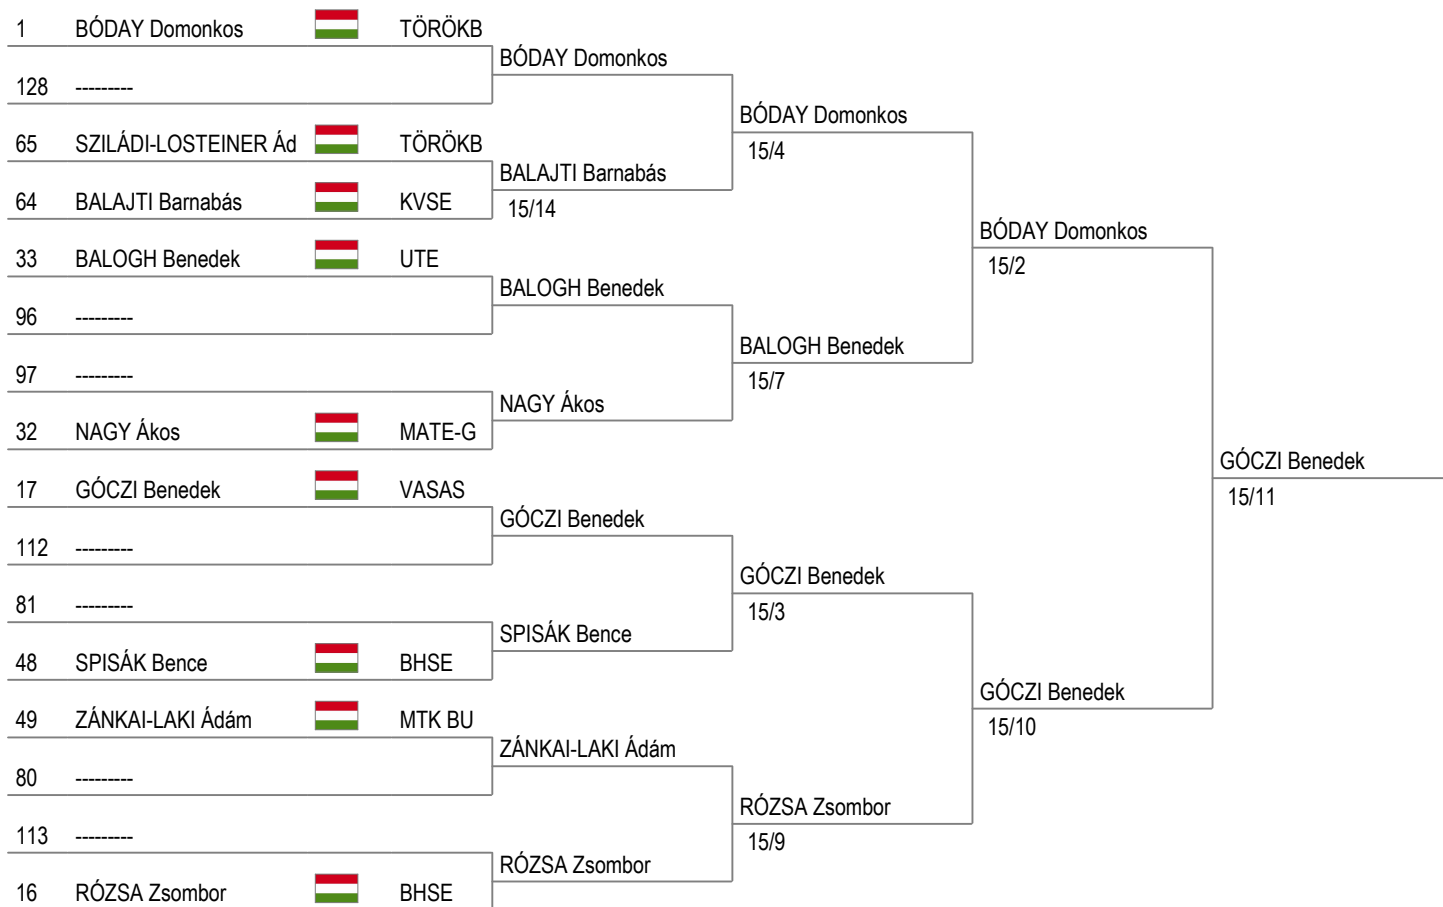 1 BÓDAY Domonkos TÖRÖKB
BÓDAY Domonkos
128 ---------
BÓDAY Domonkos
65 SZILÁDI-LOSTEINER Ád TÖRÖKB
15/4
BALAJTI Barnabás
64 BALAJTI Barnabás KVSE
15/14
BÓDAY Domonkos
33 BALOGH Benedek UTE
15/2
BALOGH Benedek
96 ---------
BALOGH Benedek
97 ---------
15/7
NAGY Ákos
32 NAGY Ákos MATE-G
GÓCZI Benedek
17 GÓCZI Benedek VASAS
15/11
GÓCZI Benedek
112 ---------
GÓCZI Benedek
81 ---------
15/3
SPISÁK Bence
48 SPISÁK Bence BHSE
GÓCZI Benedek
49 ZÁNKAI-LAKI Ádám MTK BU
15/10
ZÁNKAI-LAKI Ádám
80 ---------
RÓZSA Zsombor
113 ---------
15/9
RÓZSA Zsombor
16 RÓZSA Zsombor BHSE